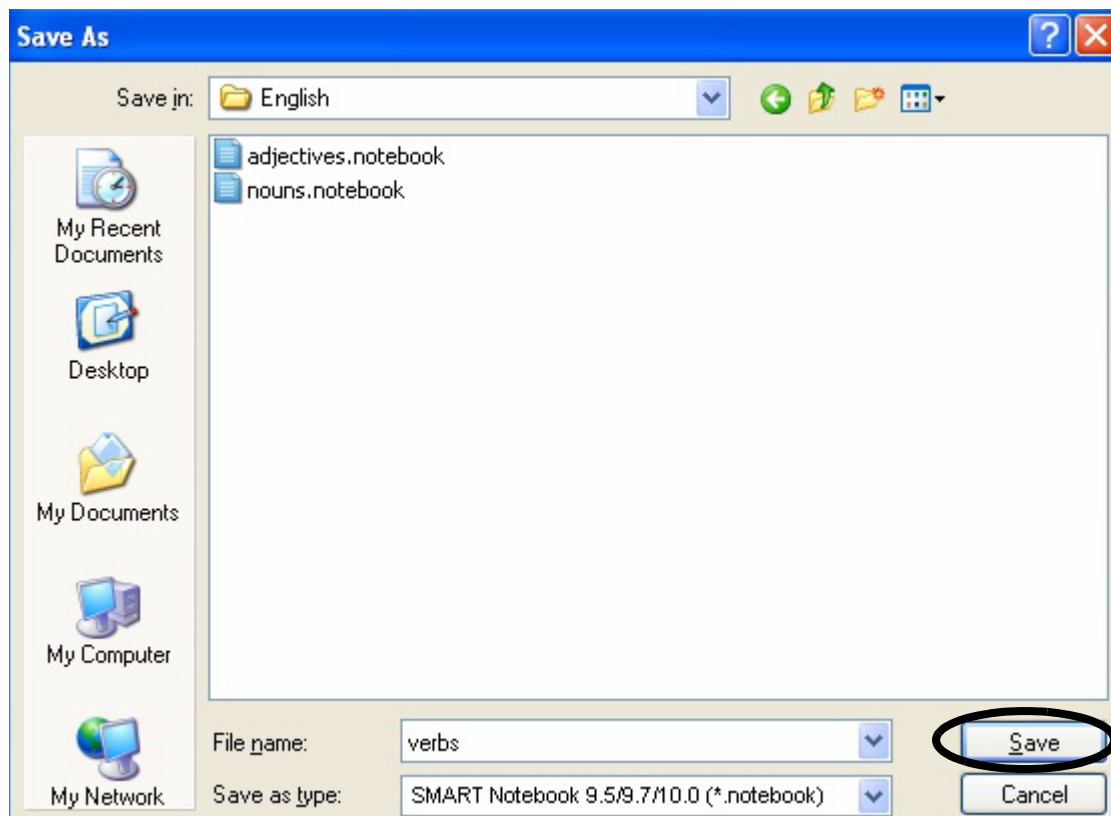 Save As
?
Save in: English
adjectives.notebook
nouns.notebook
My Recent
Documents
Desktop
My Documents
My Computer
My Network
File name: verbs Save
Save as type: SMART Notebook 9.5/9.7/10.0 (*.notebook) Cancel